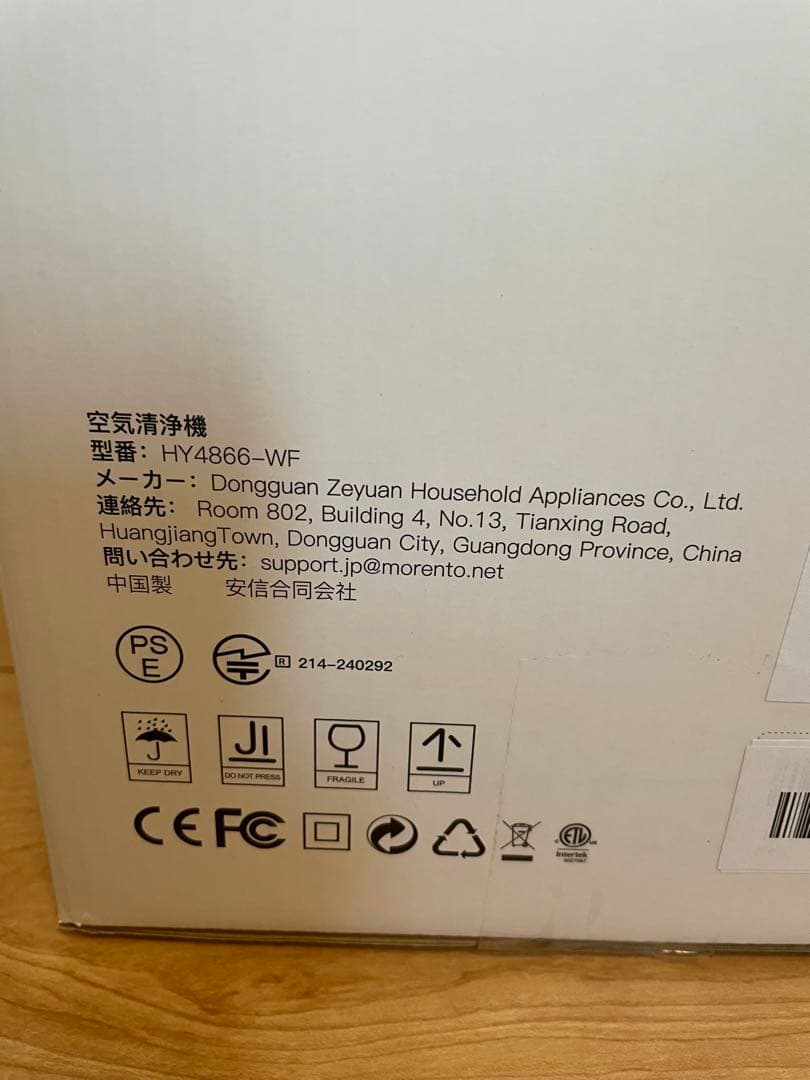 空気清浄機
型番： HY4866-WF
メーカー： Dongguan Zeyuan Household Appliances Co., Ltd.
連絡先： Room 802, Building 4, No.13, Tianxing Road,
HuangjiangTown, Dongguan City, Guangdong Province, China
問い合わせ先： support.jp@morento.net
中国製 安信合同会社
PS
E
R 214-240292
KEEP DRY
DO NOT PRESS
FRAGILE
UP
CE FC
ETL
Intertek